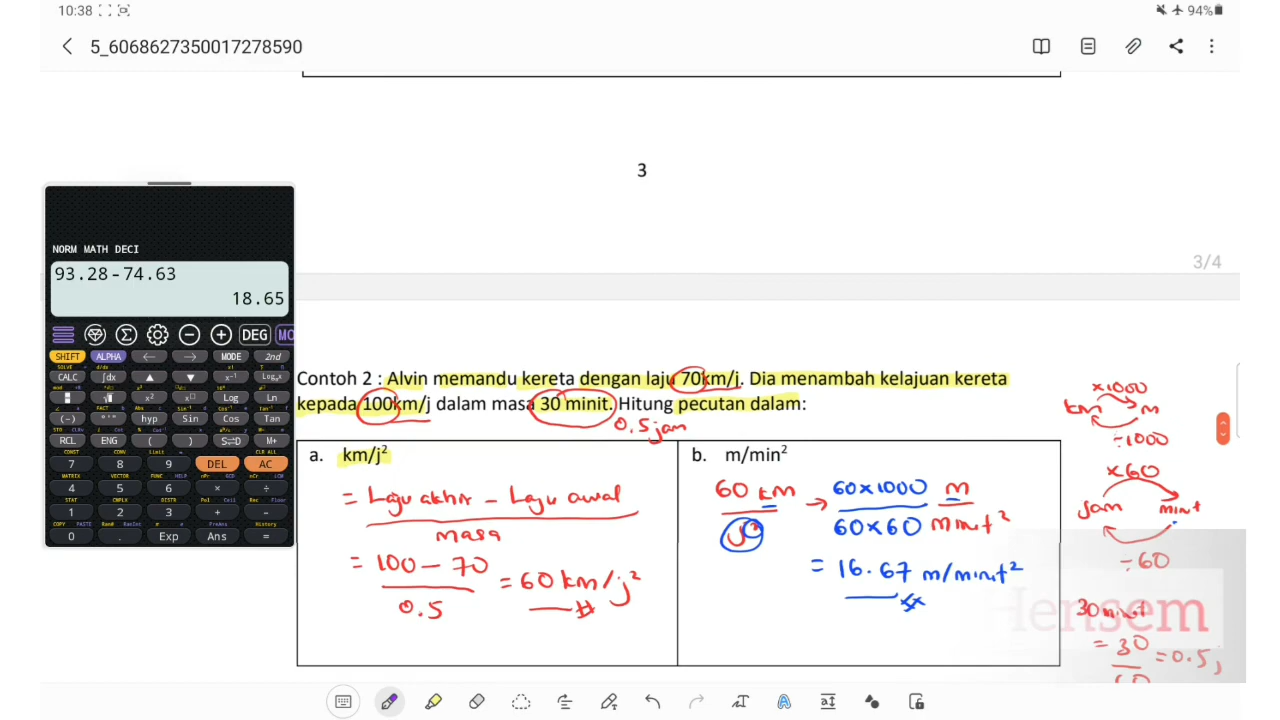 10:38
94%
5_6068627350017278590
3
3/4
NORM MATH DECI
93.28-74.63
18.65
DEG
SHIFT ALPHA ← → MODE 2nd
CALC ∫dx ▲ ▼ x⁻¹ Logₐx
x² Log Ln
(-) hyp Sin Cos Tan
RCL ENG ( ) S⇌D M+
7 8 9 DEL AC
4 5 6 × ÷
1 2 3 + -
0 . Exp Ans =
Contoh 2 : Alvin memandu kereta dengan laju 70km/j. Dia menambah kelajuan kereta
kepada 100km/j dalam masa 30 minit. Hitung pecutan dalam:
0.5 jam
a. km/j²
= Laju akhir - Laju awal
masa
= 100 - 70
0.5
= 60 km/j²
b. m/min²
60 km → 60×1000 m
j² 60×60 minit²
= 16.67 m/minit²
×1000
km m
÷1000
×60
jam minit
÷60
30 minit
= 30 = 0.5 j
60
Hensem